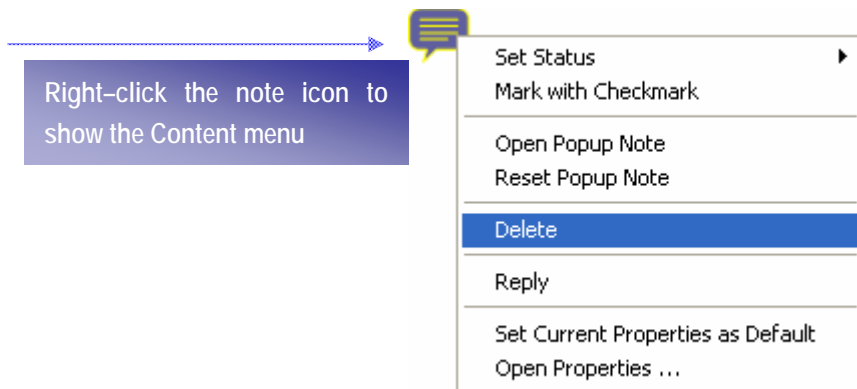 Right–click the note icon to
show the Content menu
Set Status
Mark with Checkmark
Open Popup Note
Reset Popup Note
Delete
Reply
Set Current Properties as Default
Open Properties ...